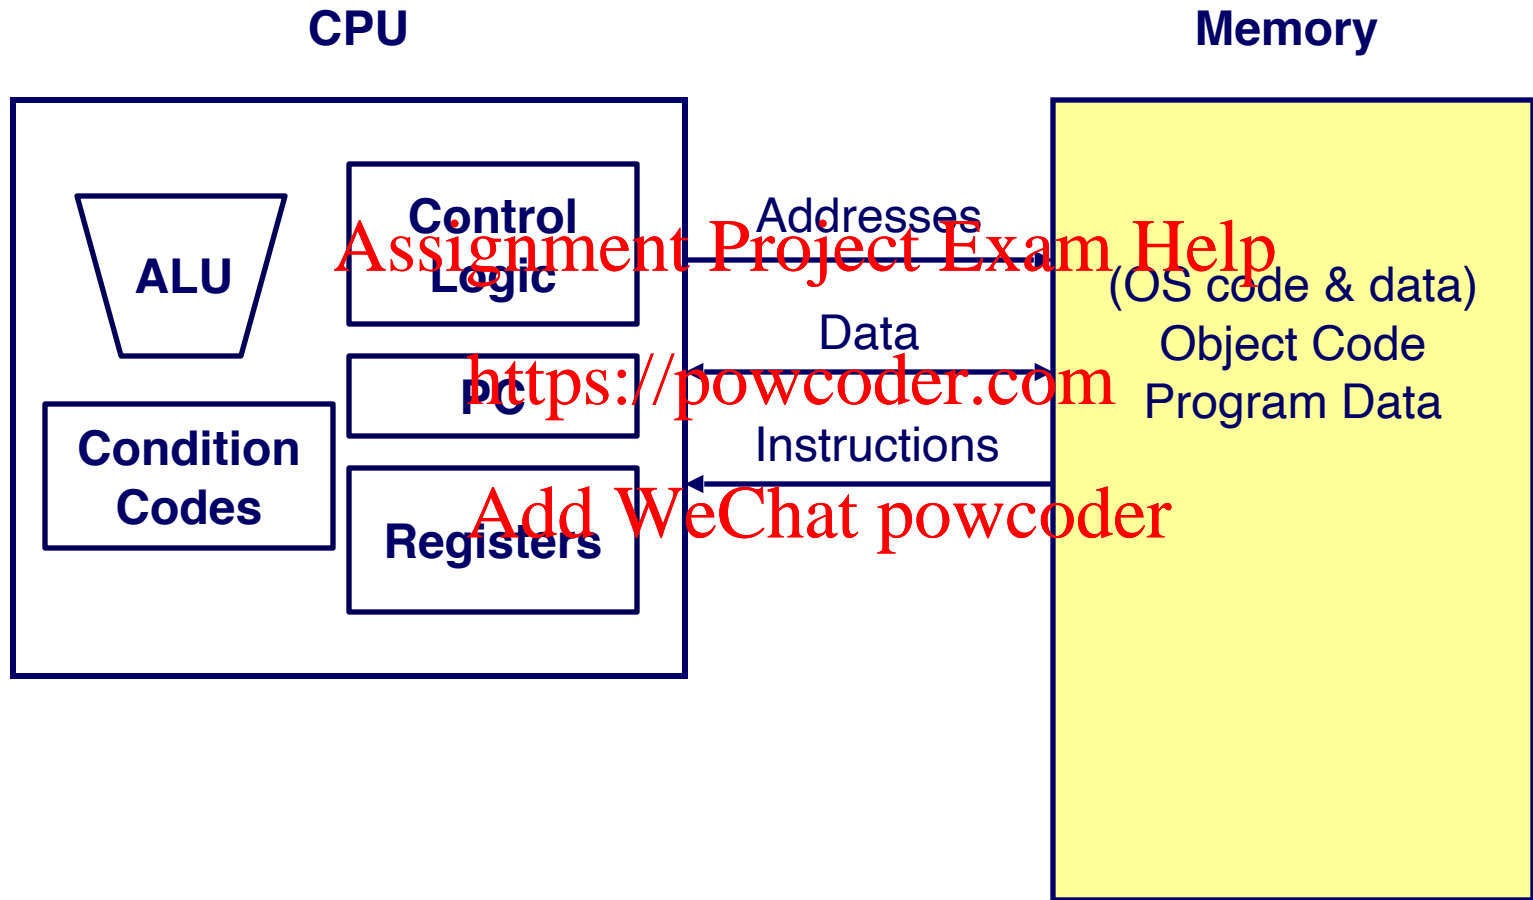 CPU
Memory
ALU
Control
Logic
PC
Condition
Codes
Registers
Addresses
Data
Instructions
(OS code & data)
Object Code
Program Data
Assignment Project Exam Help
https://powcoder.com
Add WeChat powcoder